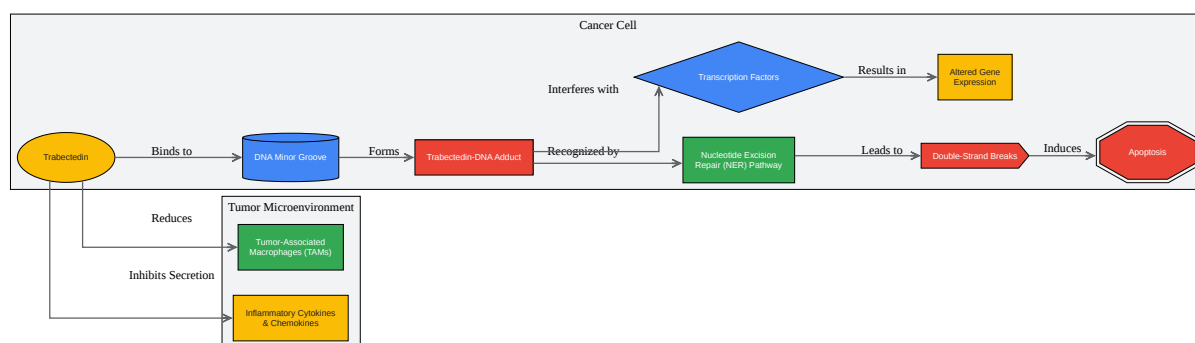 Cancer Cell
Transcription Factors
Results in
Altered Gene
Expression
Interferes with
Trabectedin
Binds to
DNA Minor Groove
Forms
Trabectedin-DNA Adduct
Recognized by
Nucleotide Excision
Repair (NER) Pathway
Leads to
Double-Strand Breaks
Induces
Apoptosis
Tumor Microenvironment
Reduces
Tumor-Associated
Macrophages (TAMs)
Inhibits Secretion
Inflammatory Cytokines
& Chemokines